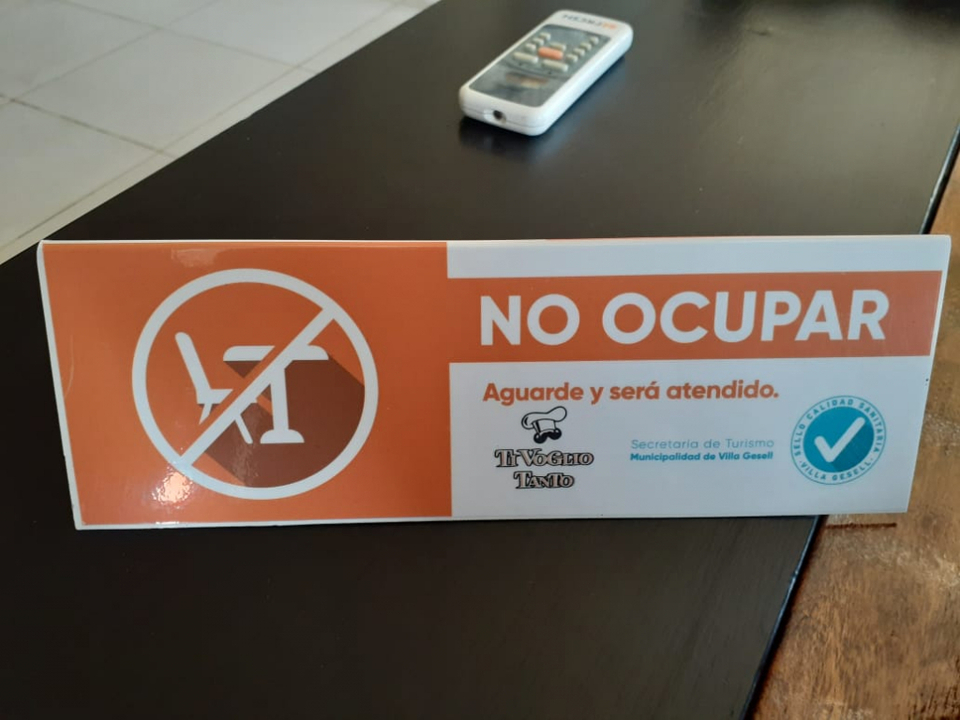 NO OCUPAR
Aguarde y será atendido.
Ti Voglio
Tanto
Secretaría de Turismo
Municipalidad de Villa Gesell
SELLO CALIDAD SANITARIA
VILLA GESELL